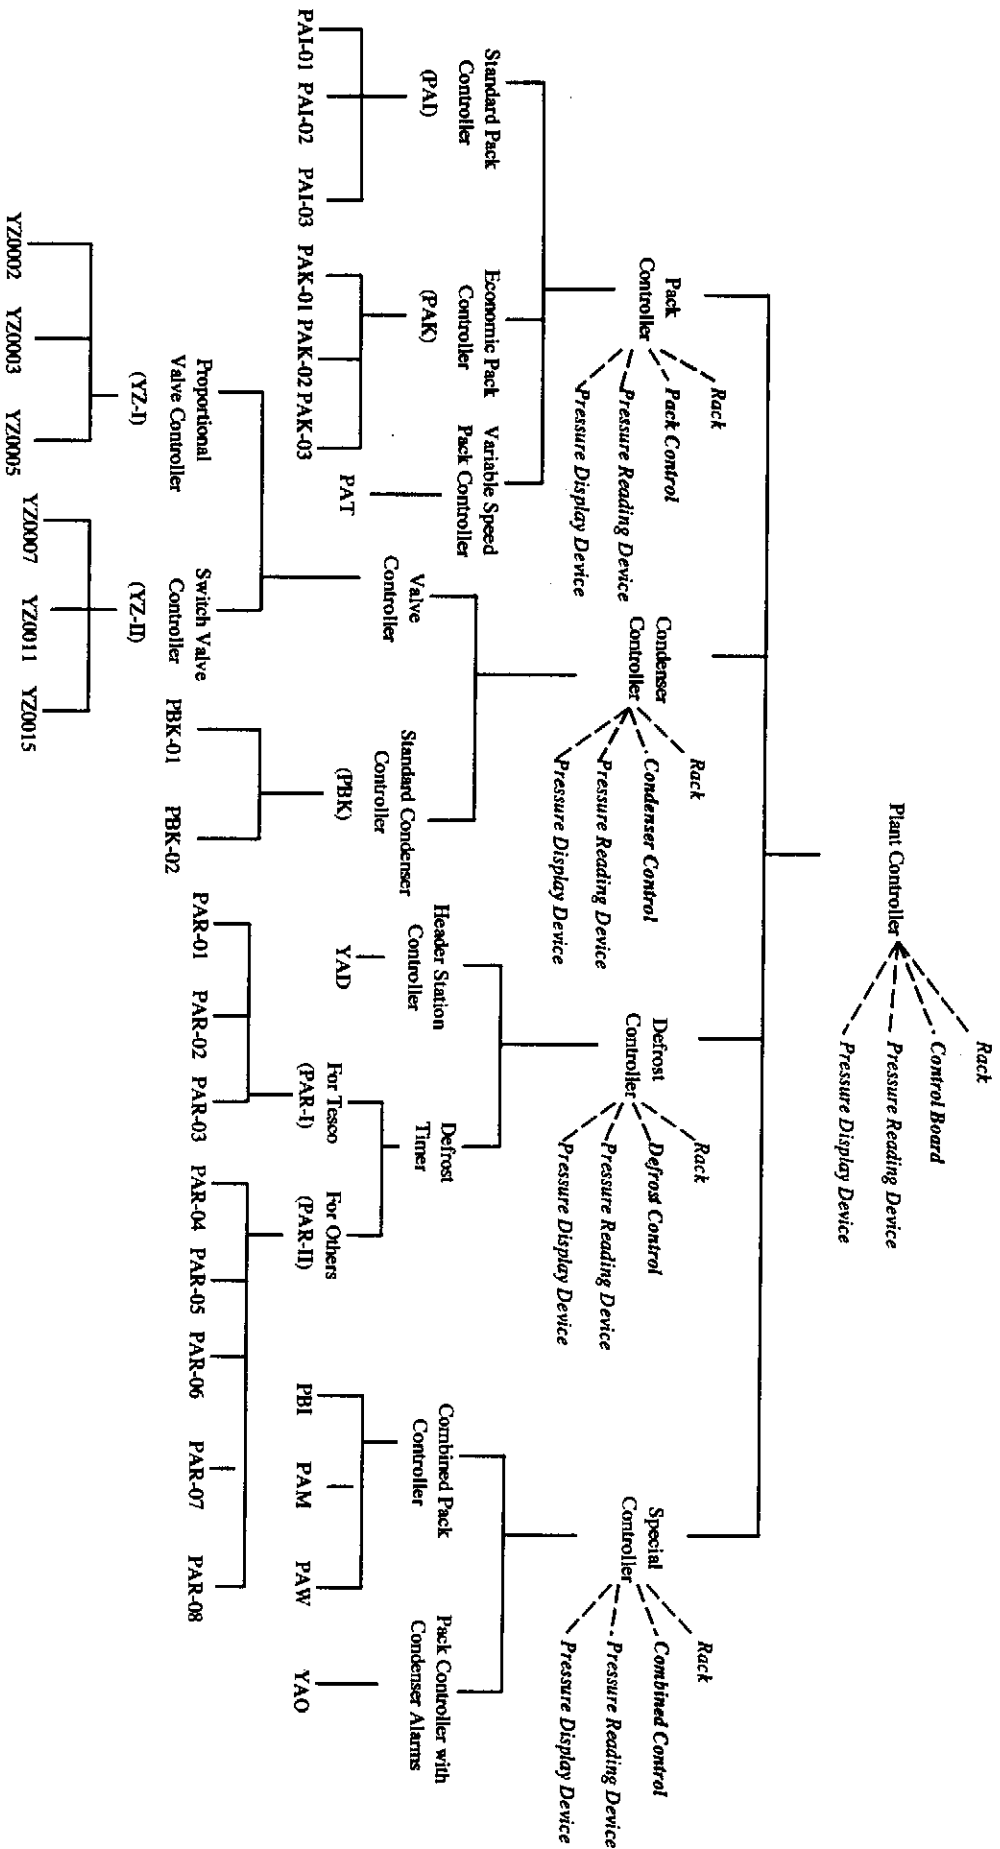 Plant Controller
Rack
Control Board
Pressure Reading Device
Pressure Display Device
Pack
Controller
Rack
Pack Control
Pressure Reading Device
Pressure Display Device
Condenser
Controller
Rack
Condenser Control
Pressure Reading Device
Pressure Display Device
Defrost
Controller
Rack
Defrost Control
Pressure Reading Device
Pressure Display Device
Special
Controller
Rack
Combined Control
Pressure Reading Device
Pressure Display Device
Standard Pack
Controller
(PAI)
Economic Pack
Controller
(PAK)
Variable Speed
Pack Controller
Valve
Controller
Standard Condenser
Controller
(PBK)
Header Station
Controller
Defrost
Timer
Combined Pack
Controller
Pack Controller with
Condenser Alarms
PAI-01 PAI-02 PAI-03
PAK-01 PAK-02 PAK-03
PAT
YAD
For Tesco
(PAR-I)
For Others
(PAR-II)
PBI PAM PAW
YAO
Proportional
Valve Controller
(YZ-I)
Switch Valve
Controller
(YZ-II)
PBK-01 PBK-02
PAR-01 PAR-02 PAR-03
PAR-04 PAR-05 PAR-06 PAR-07 PAR-08
YZ0002 YZ0003 YZ0005
YZ0007 YZ0011 YZ0015